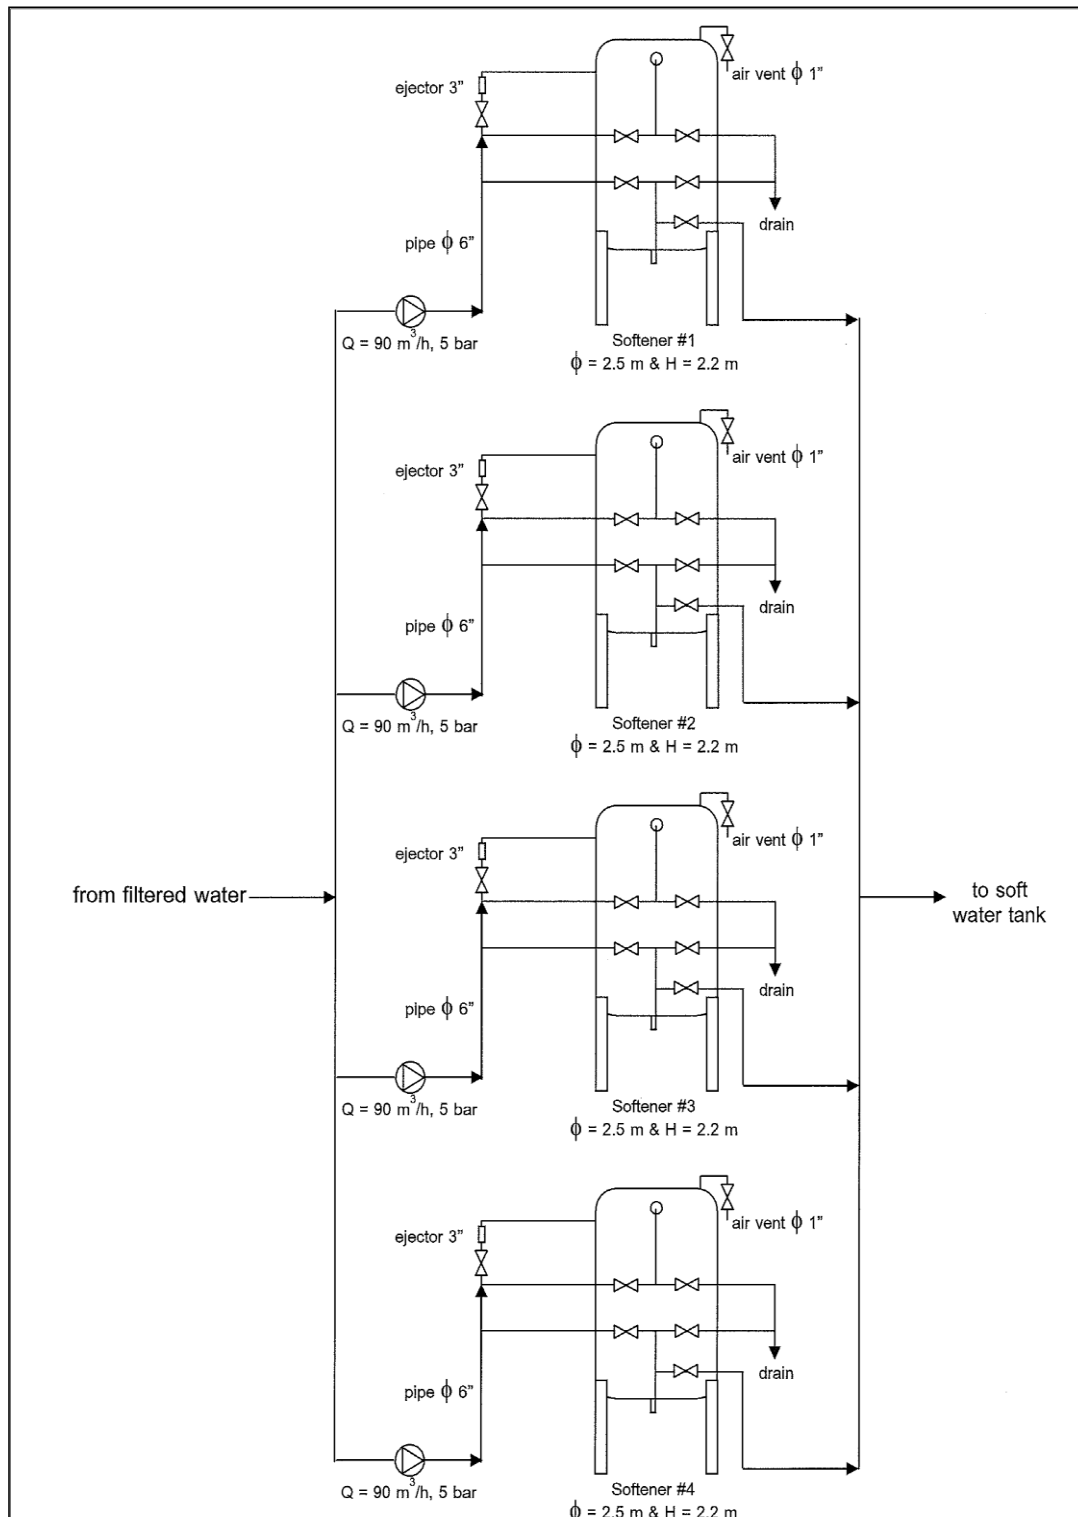 air vent ϕ 1"
ejector 3"
drain
pipe ϕ 6"
Q = 90 m³/h, 5 bar
Softener #1
ϕ = 2.5 m & H = 2.2 m
air vent ϕ 1"
ejector 3"
drain
pipe ϕ 6"
Q = 90 m³/h, 5 bar
Softener #2
ϕ = 2.5 m & H = 2.2 m
air vent ϕ 1"
ejector 3"
from filtered water
to soft
water tank
drain
pipe ϕ 6"
Q = 90 m³/h, 5 bar
Softener #3
ϕ = 2.5 m & H = 2.2 m
air vent ϕ 1"
ejector 3"
drain
pipe ϕ 6"
Q = 90 m³/h, 5 bar
Softener #4
ϕ = 2.5 m & H = 2.2 m